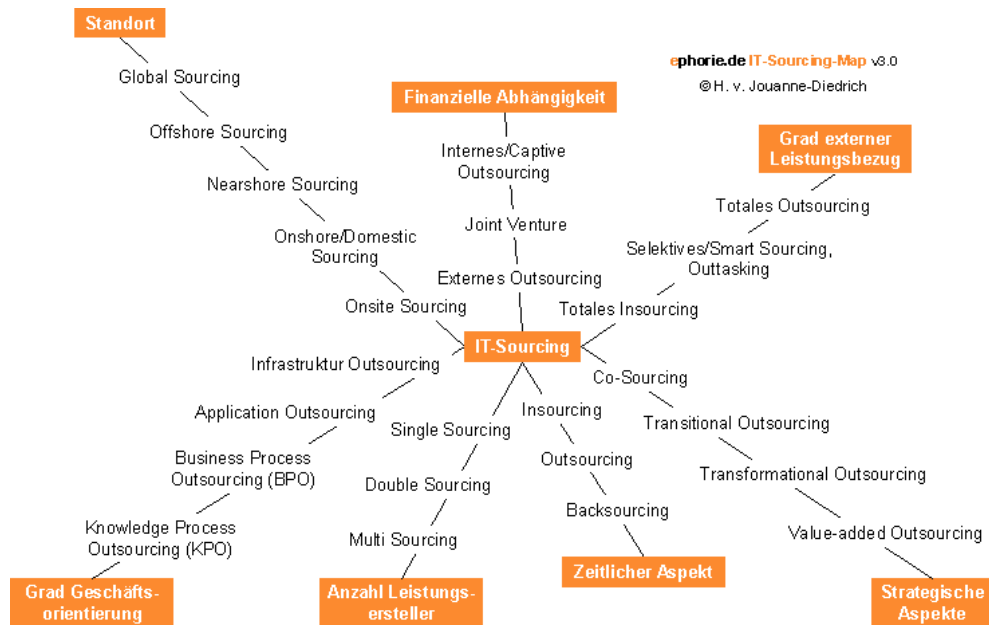 Standort
Global Sourcing
Offshore Sourcing
Nearshore Sourcing
Onshore/Domestic
Sourcing
Onsite Sourcing
Finanzielle Abhängigkeit
Internes/Captive
Outsourcing
Joint Venture
Externes Outsourcing
ephorie.de IT-Sourcing-Map v3.0
© H. v. Jouanne-Diedrich
Grad externer
Leistungsbezug
Totales Outsourcing
Selektives/Smart Sourcing,
Outtasking
Totales Insourcing
IT-Sourcing
Infrastruktur Outsourcing
Application Outsourcing
Business Process
Outsourcing (BPO)
Knowledge Process
Outsourcing (KPO)
Grad Geschäfts-
orientierung
Single Sourcing
Double Sourcing
Multi Sourcing
Anzahl Leistungs-
ersteller
Insourcing
Outsourcing
Backsourcing
Zeitlicher Aspekt
Co-Sourcing
Transitional Outsourcing
Transformational Outsourcing
Value-added Outsourcing
Strategische
Aspekte